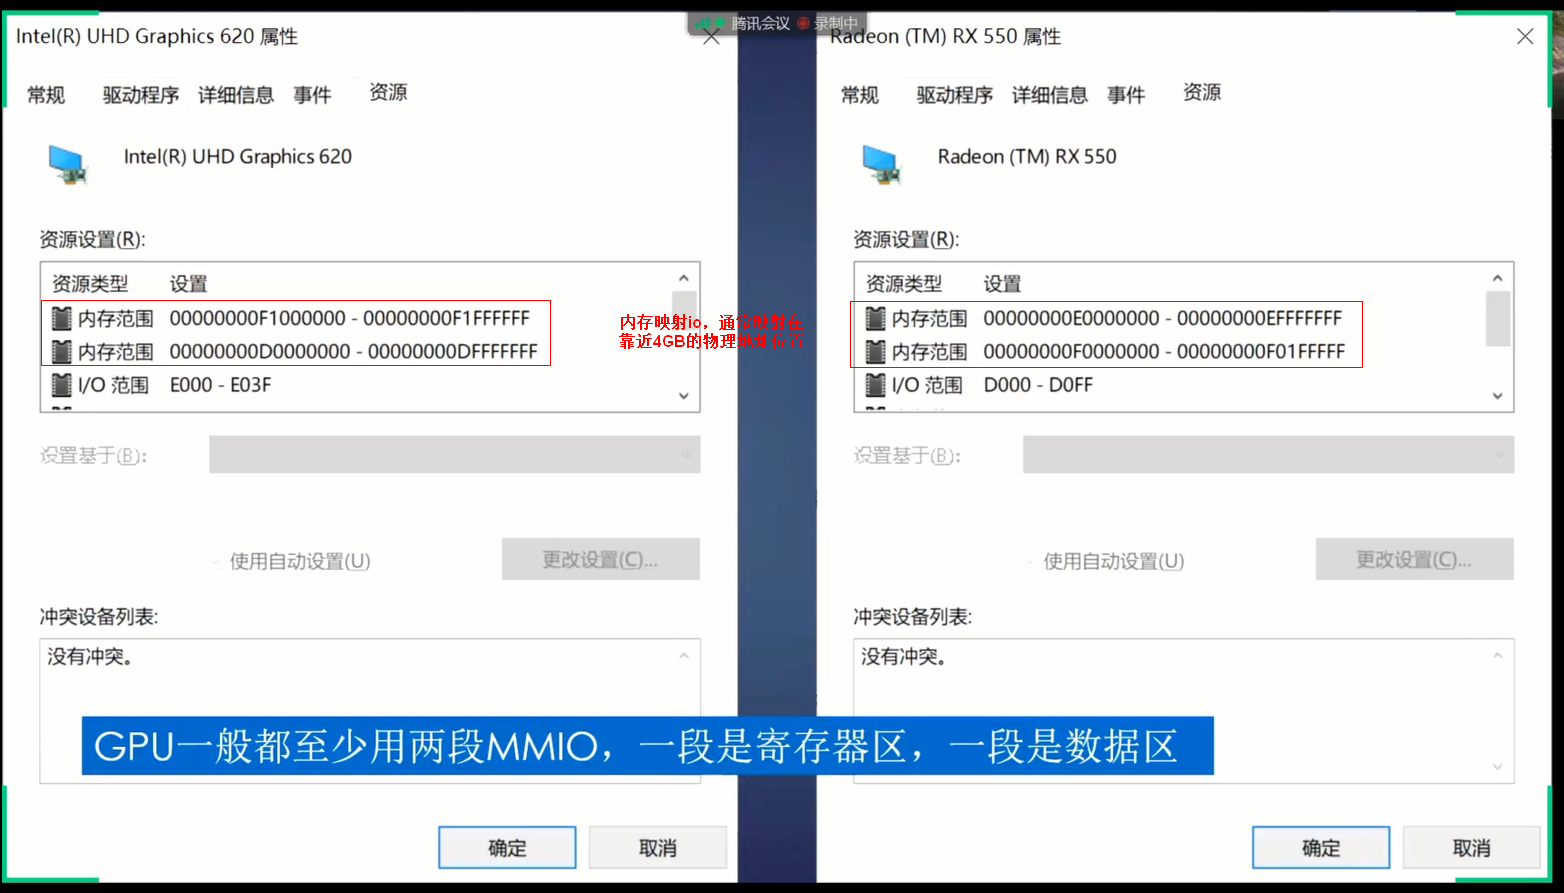 腾讯会议 录制中
Intel(R) UHD Graphics 620 属性
常规 驱动程序 详细信息 事件 资源
Intel(R) UHD Graphics 620
资源设置(R):
资源类型 设置
内存范围 00000000F1000000 - 00000000F1FFFFFF
内存范围 00000000D0000000 - 00000000DFFFFFFF
I/O 范围 E000 - E03F
设置基于(B):
使用自动设置(U) 更改设置(C)...
冲突设备列表:
没有冲突。
确定 取消
内存映射io，通常映射在
靠近4GB的物理地址位置
Radeon (TM) RX 550 属性
常规 驱动程序 详细信息 事件 资源
Radeon (TM) RX 550
资源设置(R):
资源类型 设置
内存范围 00000000E0000000 - 00000000EFFFFFFF
内存范围 00000000F0000000 - 00000000F01FFFFF
I/O 范围 D000 - D0FF
设置基于(B):
使用自动设置(U) 更改设置(C)...
冲突设备列表:
没有冲突。
确定 取消
GPU一般都至少用两段MMIO，一段是寄存器区，一段是数据区